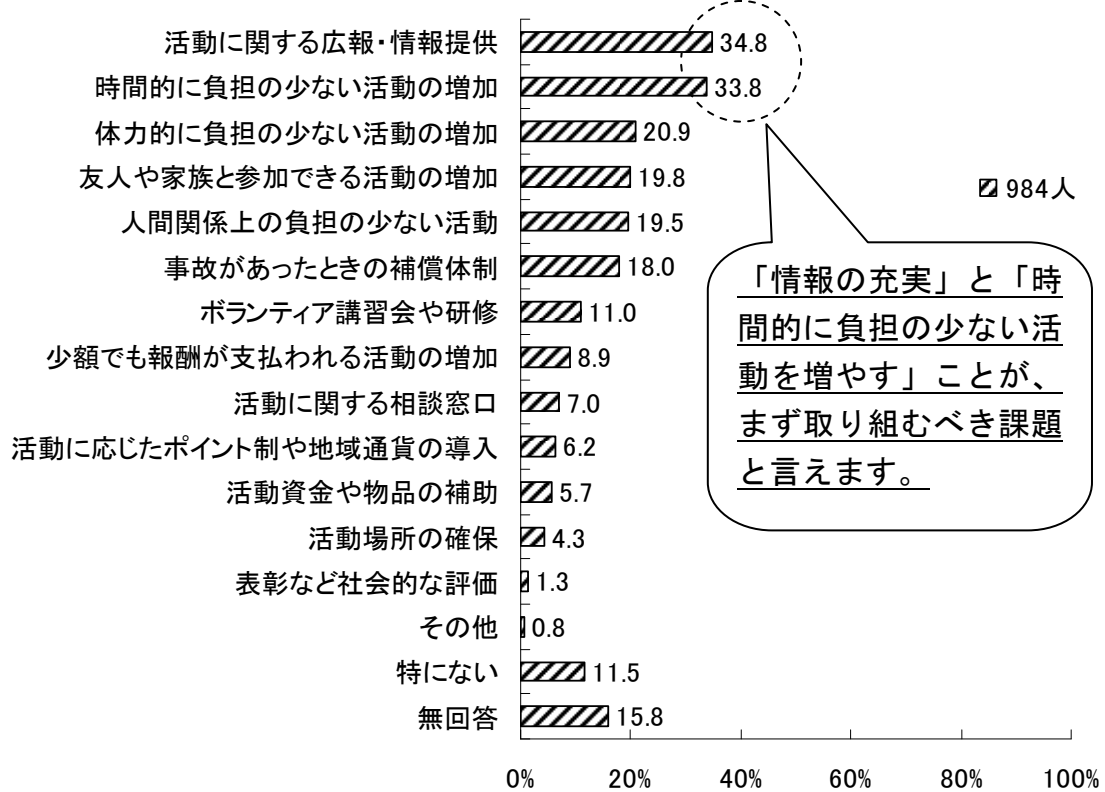 活動に関する広報・情報提供 34.8
時間的に負担の少ない活動の増加 33.8
体力的に負担の少ない活動の増加 20.9
友人や家族と参加できる活動の増加 19.8
人間関係上の負担の少ない活動 19.5
事故があったときの補償体制 18.0
ボランティア講習会や研修 11.0
少額でも報酬が支払われる活動の増加 8.9
活動に関する相談窓口 7.0
活動に応じたポイント制や地域通貨の導入 6.2
活動資金や物品の補助 5.7
活動場所の確保 4.3
表彰など社会的な評価 1.3
その他 0.8
特にない 11.5
無回答 15.8
0% 20% 40% 60% 80% 100%
984人
「情報の充実」と「時
間的に負担の少ない活
動を増やす」ことが、
まず取り組むべき課題
と言えます。